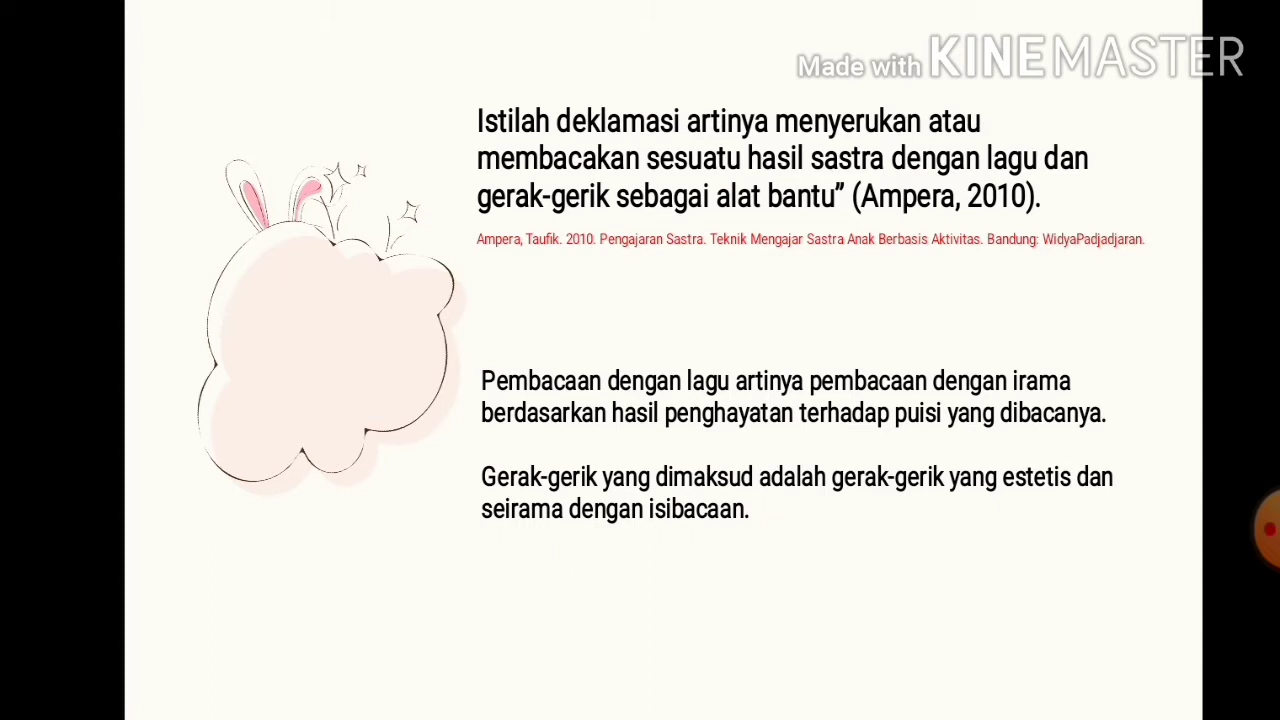 Made with KINEMASTER
Istilah deklamasi artinya menyerukan atau
membacakan sesuatu hasil sastra dengan lagu dan
gerak-gerik sebagai alat bantu” (Ampera, 2010).
Ampera, Taufik. 2010. Pengajaran Sastra. Teknik Mengajar Sastra Anak Berbasis Aktivitas. Bandung: WidyaPadjadjaran.
Pembacaan dengan lagu artinya pembacaan dengan irama
berdasarkan hasil penghayatan terhadap puisi yang dibacanya.
Gerak-gerik yang dimaksud adalah gerak-gerik yang estetis dan
seirama dengan isibacaan.